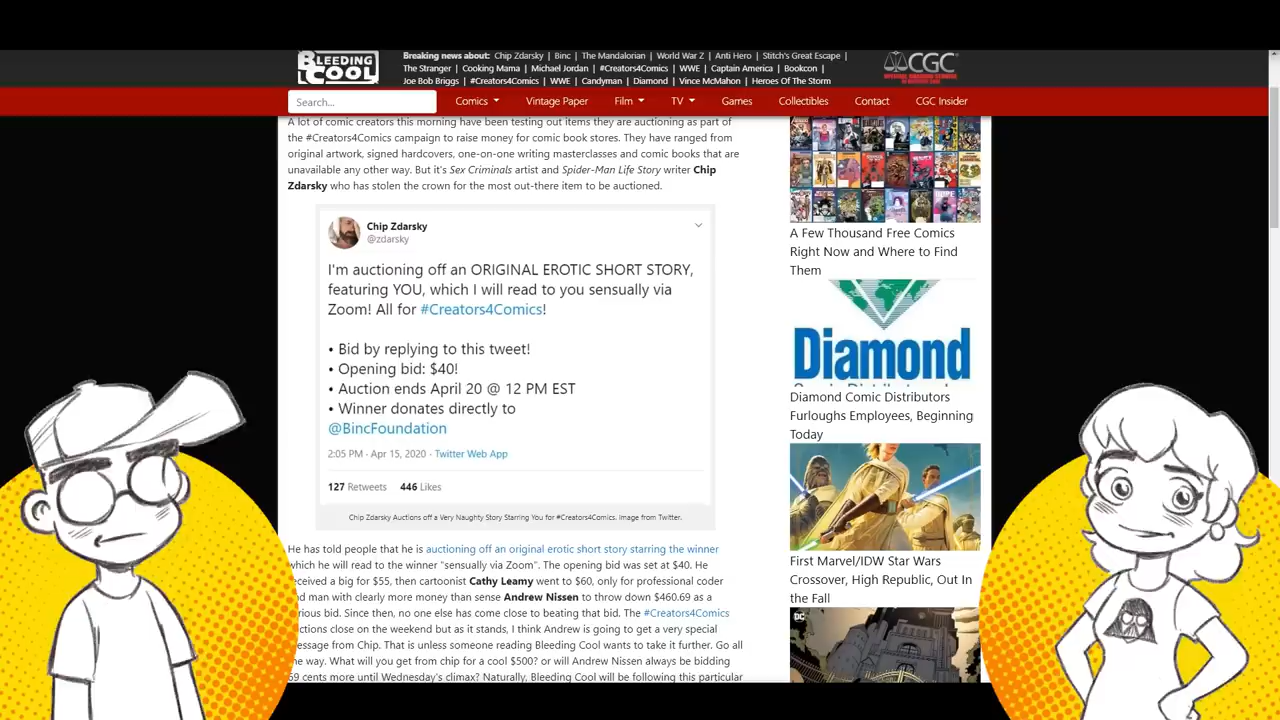 BLEEDING COOL
Breaking news about: Chip Zdarsky | Binc | The Mandalorian | World War Z | Anti Hero | Stitch's Great Escape |
The Stranger | Cooking Mama | Michael Jordan | #Creators4Comics | WWE | Captain America | Bookcon |
Joe Bob Briggs | #Creators4Comics | WWE | Candyman | Diamond | Vince McMahon | Heroes Of The Storm
CGC
Search...
Comics
Vintage Paper
Film
TV
Games
Collectibles
Contact
CGC Insider
A lot of comic creators this morning have been testing out items they are auctioning as part of
the #Creators4Comics campaign to raise money for comic book stores. They have ranged from
original artwork, signed hardcovers, one-on-one writing masterclasses and comic books that are
unavailable any other way. But it's Sex Criminals artist and Spider-Man Life Story writer Chip
Zdarsky who has stolen the crown for the most out-there item to be auctioned.
Chip Zdarsky
@zdarsky
I'm auctioning off an ORIGINAL EROTIC SHORT STORY,
featuring YOU, which I will read to you sensually via
Zoom! All for #Creators4Comics!
• Bid by replying to this tweet!
• Opening bid: $40!
• Auction ends April 20 @ 12 PM EST
• Winner donates directly to
@BincFoundation
2:05 PM · Apr 15, 2020 · Twitter Web App
127 Retweets 446 Likes
Chip Zdarsky Auctions off a Very Naughty Story Starring You for #Creators4Comics. Image from Twitter.
He has told people that he is auctioning off an original erotic short story starring the winner
which he will read to the winner "sensually via Zoom". The opening bid was set at $40. He
received a big for $55, then cartoonist Cathy Leamy went to $60, only for professional coder
and man with clearly more money than sense Andrew Nissen to throw down $460.69 as a
rious bid. Since then, no one else has come close to beating that bid. The #Creators4Comics
uctions close on the weekend but as it stands, I think Andrew is going to get a very special
essage from Chip. That is unless someone reading Bleeding Cool wants to take it further. Go all
he way. What will you get from chip for a cool $500? or will Andrew Nissen always be bidding
69 cents more until Wednesday's climax? Naturally, Bleeding Cool will be following this particular
A Few Thousand Free Comics
Right Now and Where to Find
Them
Diamond
Diamond Comic Distributors
Furloughs Employees, Beginning
Today
First Marvel/IDW Star Wars
Crossover, High Republic, Out In
the Fall
DC